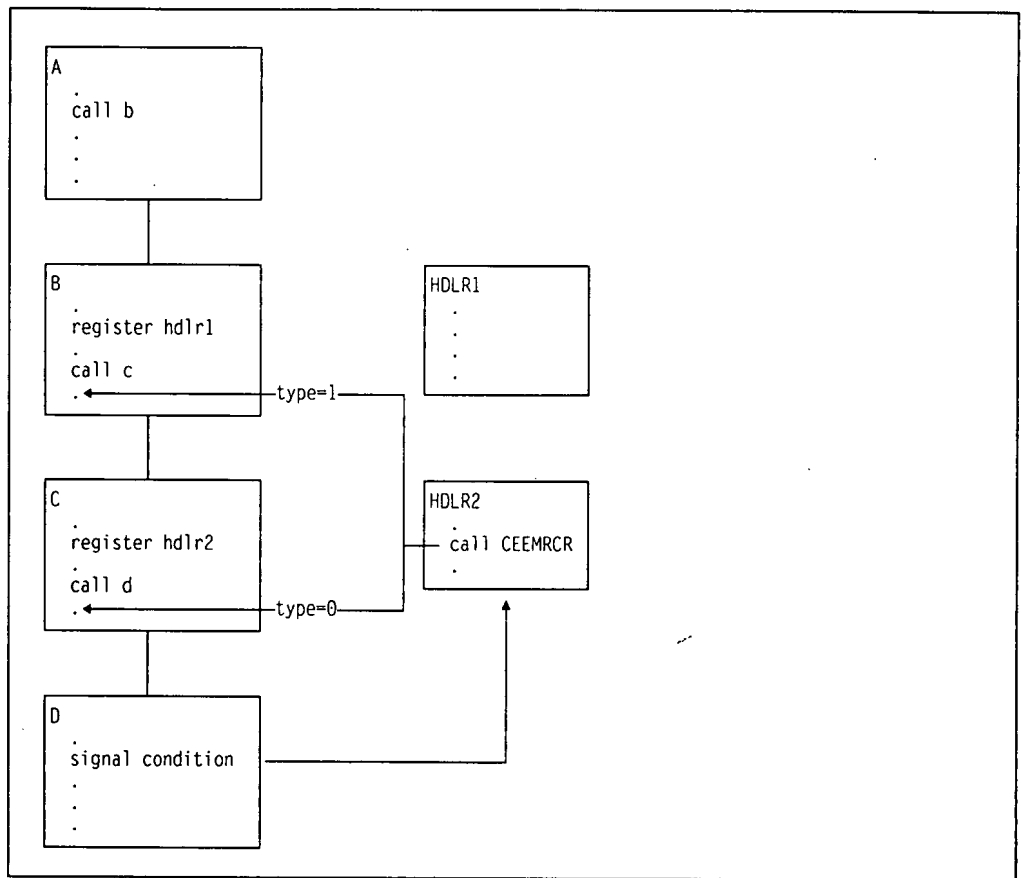 A
.
call b
.
.
.
B
.
register hdlr1
.
call c
.
type=1
HDLR1
.
.
.
.
C
.
register hdlr2
.
call d
.
type=0
HDLR2
.
call CEEMRCR
.
D
.
signal condition
.
.
.